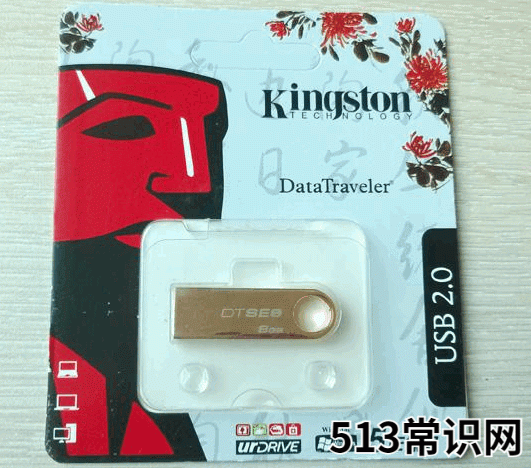 Kingston
TECHNOLOGY
DataTraveler
DTSE9
8GB
USB 2.0
urDRIVE
513常识网